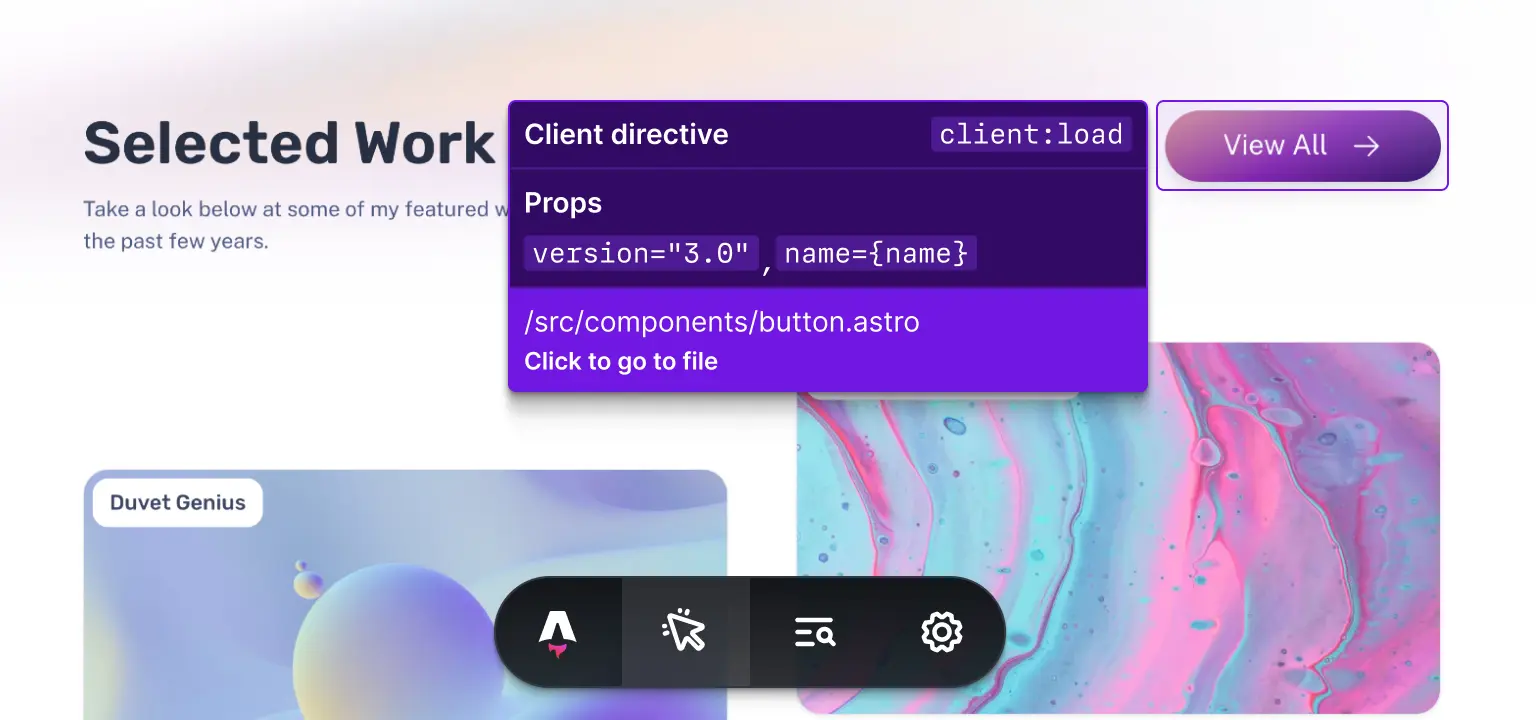 Selected Work
Take a look below at some of my featured
the past few years.
Client directive
client:load
Props
version="3.0" , name={name}
/src/components/button.astro
Click to go to file
View All
Duvet Genius